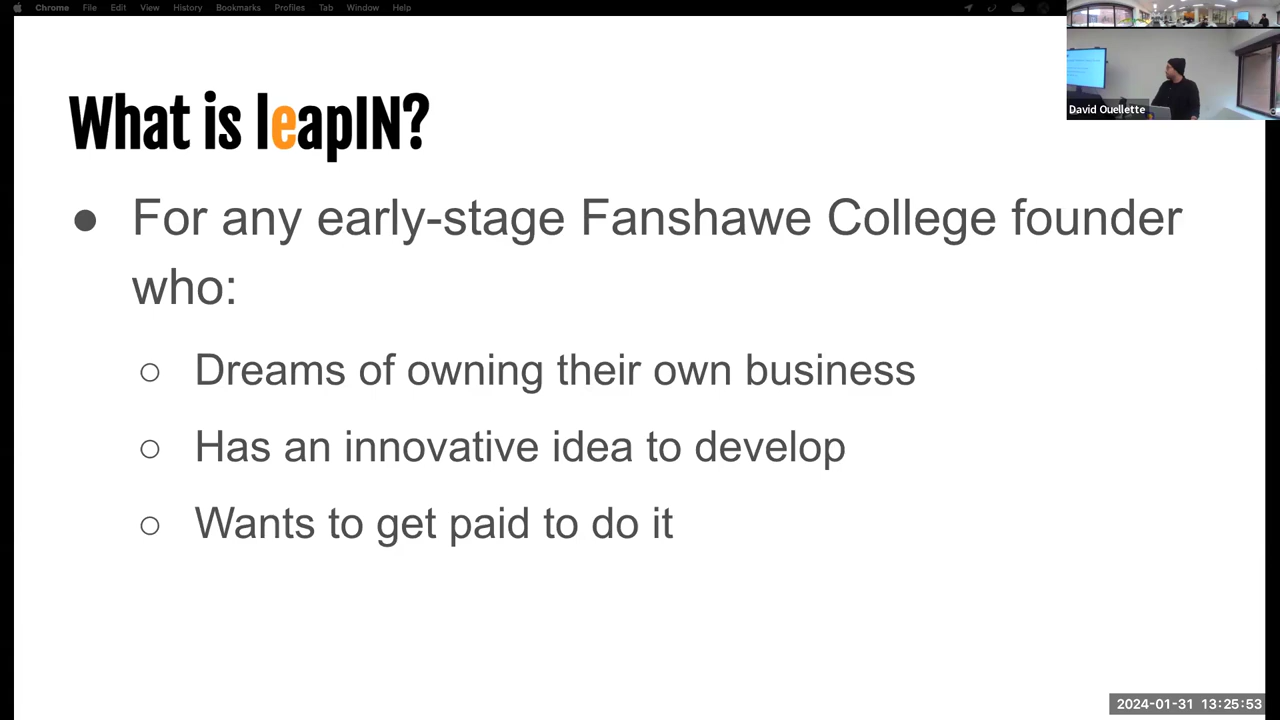 Chrome File Edit View History Bookmarks Profiles Tab Window Help
What is leapIN?
David Ouellette
● For any early-stage Fanshawe College founder
who:
○ Dreams of owning their own business
○ Has an innovative idea to develop
○ Wants to get paid to do it
2024-01-31 13:25:53